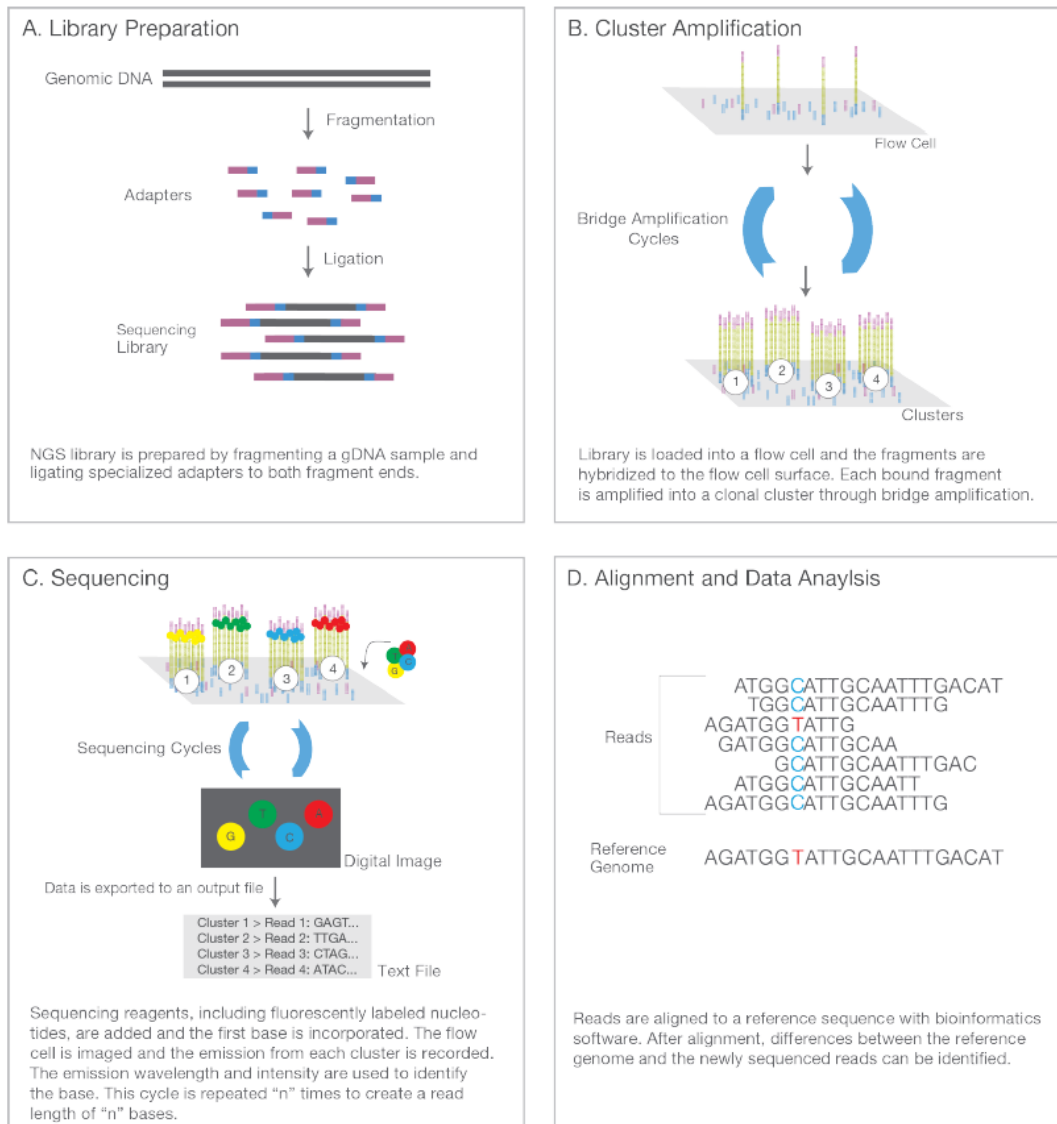 A. Library Preparation
Genomic DNA
Fragmentation
Adapters
Ligation
Sequencing
Library
NGS library is prepared by fragmenting a gDNA sample and
ligating specialized adapters to both fragment ends.
B. Cluster Amplification
Flow Cell
Bridge Amplification
Cycles
1
2
3
4
Clusters
Library is loaded into a flow cell and the fragments are
hybridized to the flow cell surface. Each bound fragment
is amplified into a clonal cluster through bridge amplification.
C. Sequencing
1
2
3
4
G
Sequencing Cycles
T
A
G
C
Digital Image
Data is exported to an output file
Cluster 1 > Read 1: GAGT...
Cluster 2 > Read 2: TTGA...
Cluster 3 > Read 3: CTAG...
Cluster 4 > Read 4: ATAC...
Text File
Sequencing reagents, including fluorescently labeled nucleo-
tides, are added and the first base is incorporated. The flow
cell is imaged and the emission from each cluster is recorded.
The emission wavelength and intensity are used to identify
the base. This cycle is repeated “n” times to create a read
length of “n” bases.
D. Alignment and Data Anaylsis
ATGGCATTGCAATTTGACAT
TGGCATTGCAATTTG
AGATGGTATTG
Reads
GATGGCATTGCAA
GCATTGCAATTTGAC
ATGGCATTGCAATT
AGATGGCATTGCAATTTG
Reference
Genome
AGATGGTATTGCAATTTGACAT
Reads are aligned to a reference sequence with bioinformatics
software. After alignment, differences between the reference
genome and the newly sequenced reads can be identified.